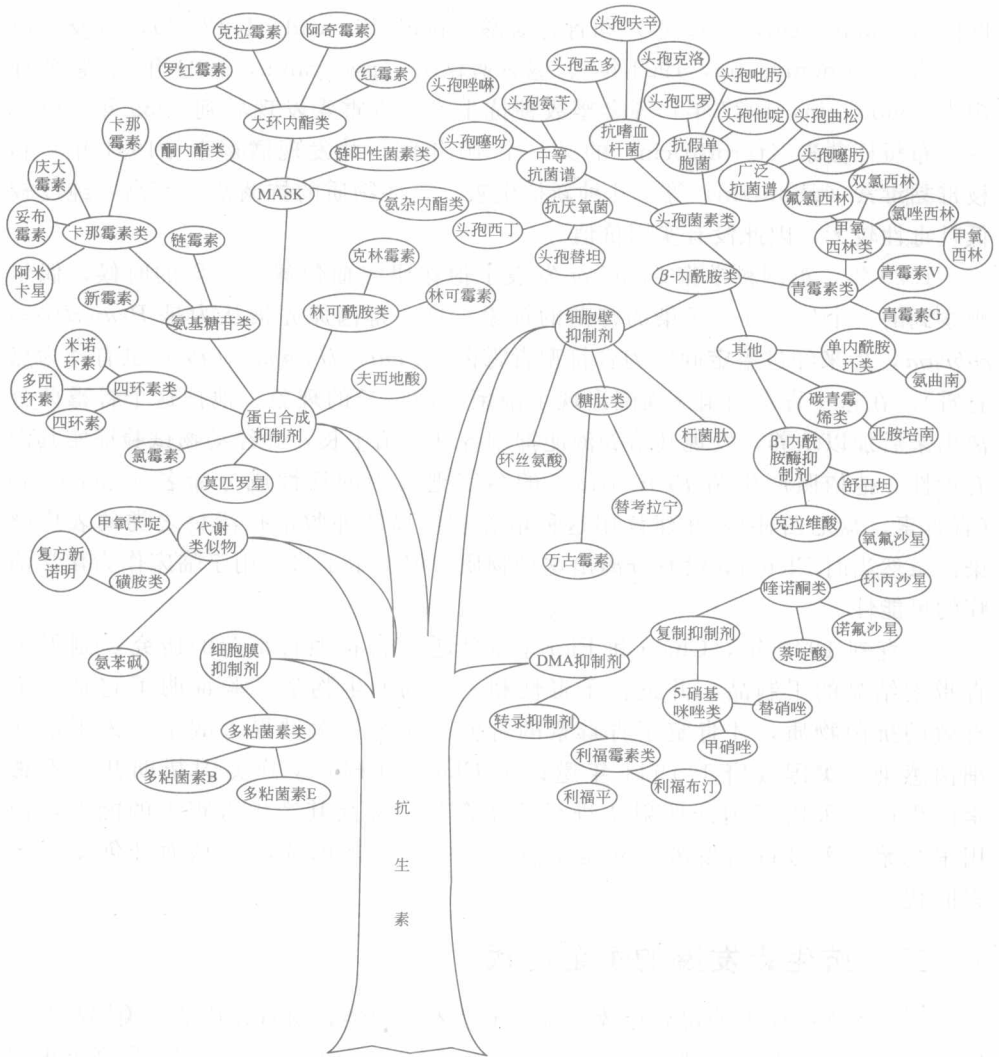 克拉霉素
阿奇霉素
罗红霉素
红霉素
大环内酯类
酮内酯类
链阳性菌素类
MASK
氨杂内酯类
卡那
霉素
庆大
霉素
妥布
霉素
卡那霉素类
阿米
卡星
链霉素
新霉素
氨基糖苷类
克林霉素
林可酰胺类
林可霉素
米诺
环素
多西
环素
四环素类
四环素
夫西地酸
蛋白合成
抑制剂
氯霉素
莫匹罗星
甲氧苄啶
代谢
类似物
复方新
诺明
磺胺类
氨苯砜
细胞膜
抑制剂
多粘菌素类
多粘菌素B
多粘菌素E
头孢呋辛
头孢孟多
头孢克洛
头孢唑啉
头孢氨苄
头孢噻吩
中等
抗菌谱
抗嗜血
杆菌
头孢吡肟
头孢匹罗
头孢他啶
抗假单
胞菌
头孢曲松
广泛
抗菌谱
头孢噻肟
抗厌氧菌
头孢西丁
头孢替坦
头孢菌素类
双氯西林
氟氯西林
氯唑西林
甲氧
西林类
甲氧
西林
β-内酰胺类
青霉素类
青霉素V
青霉素G
细胞壁
抑制剂
其他
单内酰胺
环类
氨曲南
碳青霉
烯类
亚胺培南
糖肽类
杆菌肽
环丝氨酸
β-内酰
胺酶抑
制剂
舒巴坦
克拉维酸
替考拉宁
万古霉素
氧氟沙星
喹诺酮类
环丙沙星
诺氟沙星
萘啶酸
复制抑制剂
DMA抑制剂
5-硝基
咪唑类
替硝唑
甲硝唑
转录抑制剂
利福霉素类
利福平
利福布汀
抗
生
素